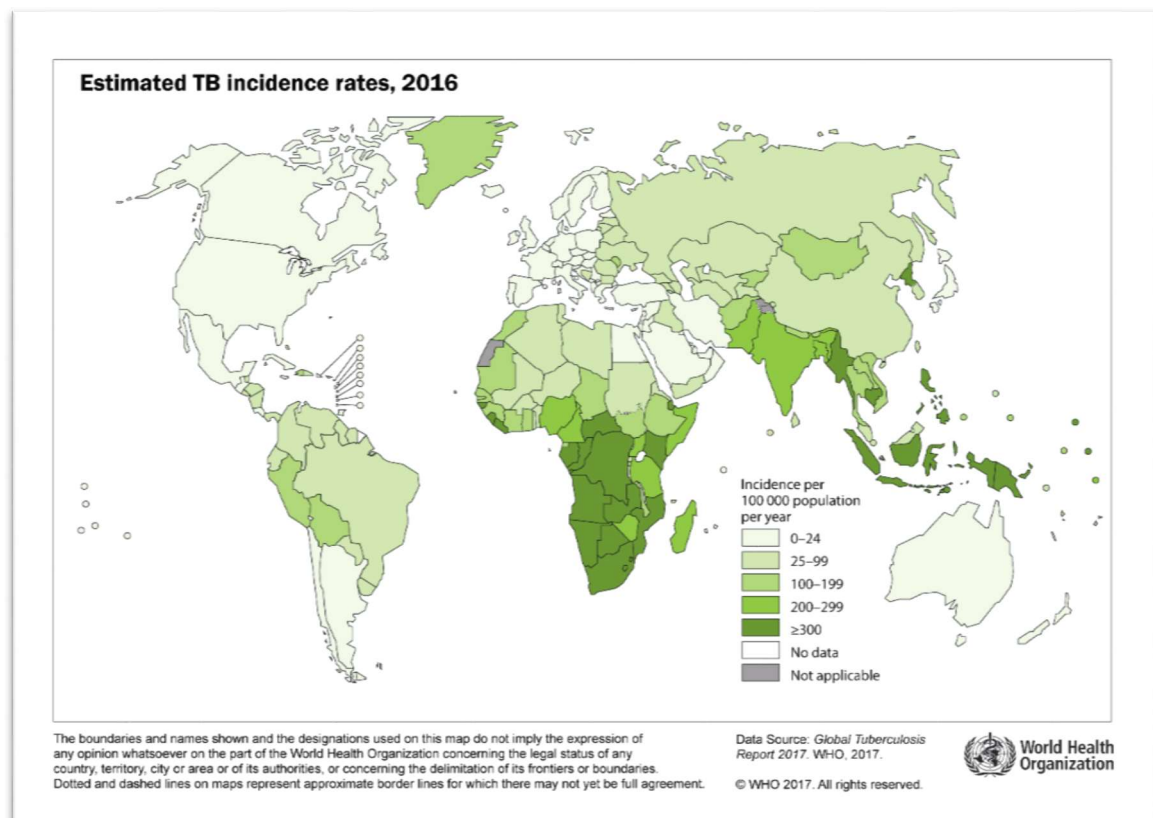 Estimated TB incidence rates, 2016
Incidence per
100 000 population
per year
0–24
25–99
100–199
200–299
≥300
No data
Not applicable
The boundaries and names shown and the designations used on this map do not imply the expression of
any opinion whatsoever on the part of the World Health Organization concerning the legal status of any
country, territory, city or area or of its authorities, or concerning the delimitation of its frontiers or boundaries.
Dotted and dashed lines on maps represent approximate border lines for which there may not yet be full agreement.
Data Source: Global Tuberculosis
Report 2017. WHO, 2017.
© WHO 2017. All rights reserved.
World Health
Organization